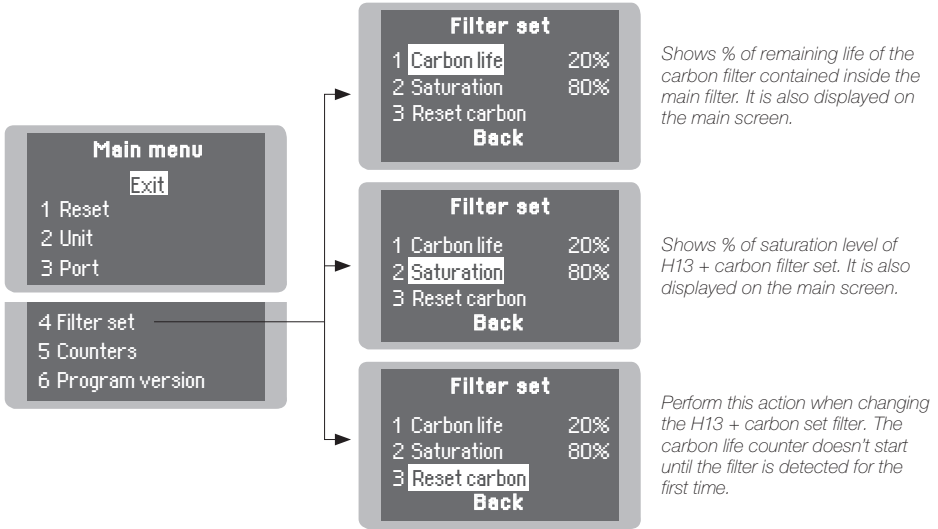 Main menu
Exit
1 Reset
2 Unit
3 Port
4 Filter set
5 Counters
6 Program version
Filter set
1 Carbon life 20%
2 Saturation 80%
3 Reset carbon
Back
Shows % of remaining life of the
carbon filter contained inside the
main filter. It is also displayed on
the main screen.
Filter set
1 Carbon life 20%
2 Saturation 80%
3 Reset carbon
Back
Shows % of saturation level of
H13 + carbon filter set. It is also
displayed on the main screen.
Filter set
1 Carbon life 20%
2 Saturation 80%
3 Reset carbon
Back
Perform this action when changing
the H13 + carbon set filter. The
carbon life counter doesn't start
until the filter is detected for the
first time.